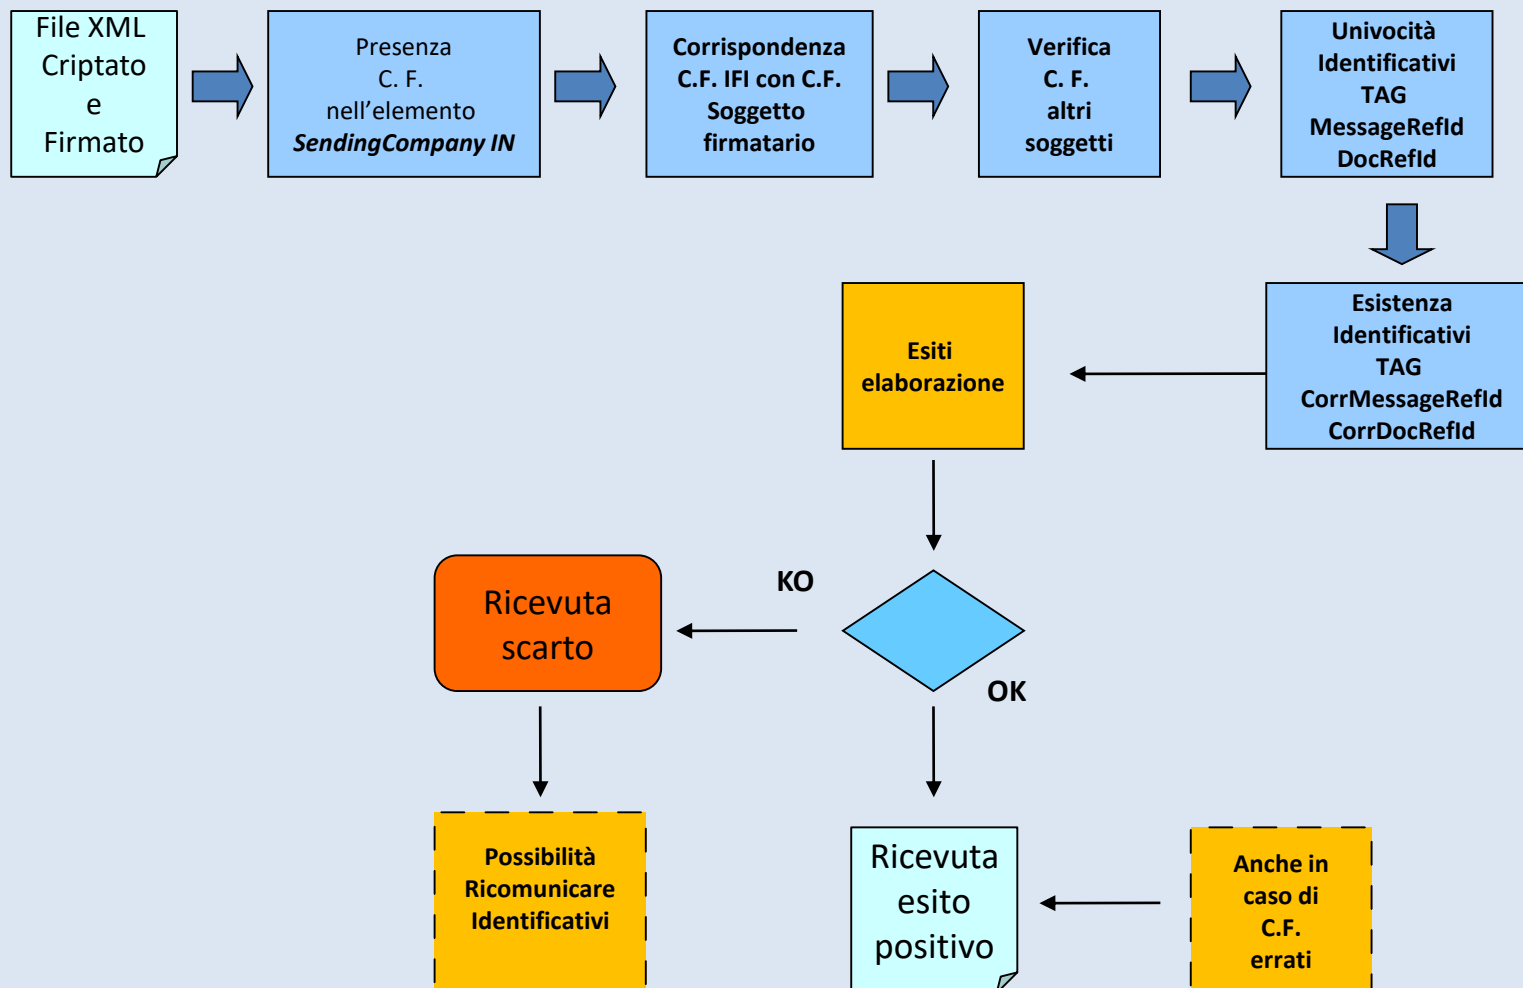 File XML
Criptato
e
Firmato
Presenza
C. F.
nell'elemento
SendingCompany IN
Corrispondenza
C.F. IFI con C.F.
Soggetto
firmatario
Verifica
C. F.
altri
soggetti
Univocità
Identificativi
TAG
MessageRefId
DocRefId
Esistenza
Identificativi
TAG
CorrMessageRefId
CorrDocRefId
Esiti
elaborazione
KO
OK
Ricevuta
scarto
Possibilità
Ricomunicare
Identificativi
Ricevuta
esito
positivo
Anche in
caso di
C.F.
errati